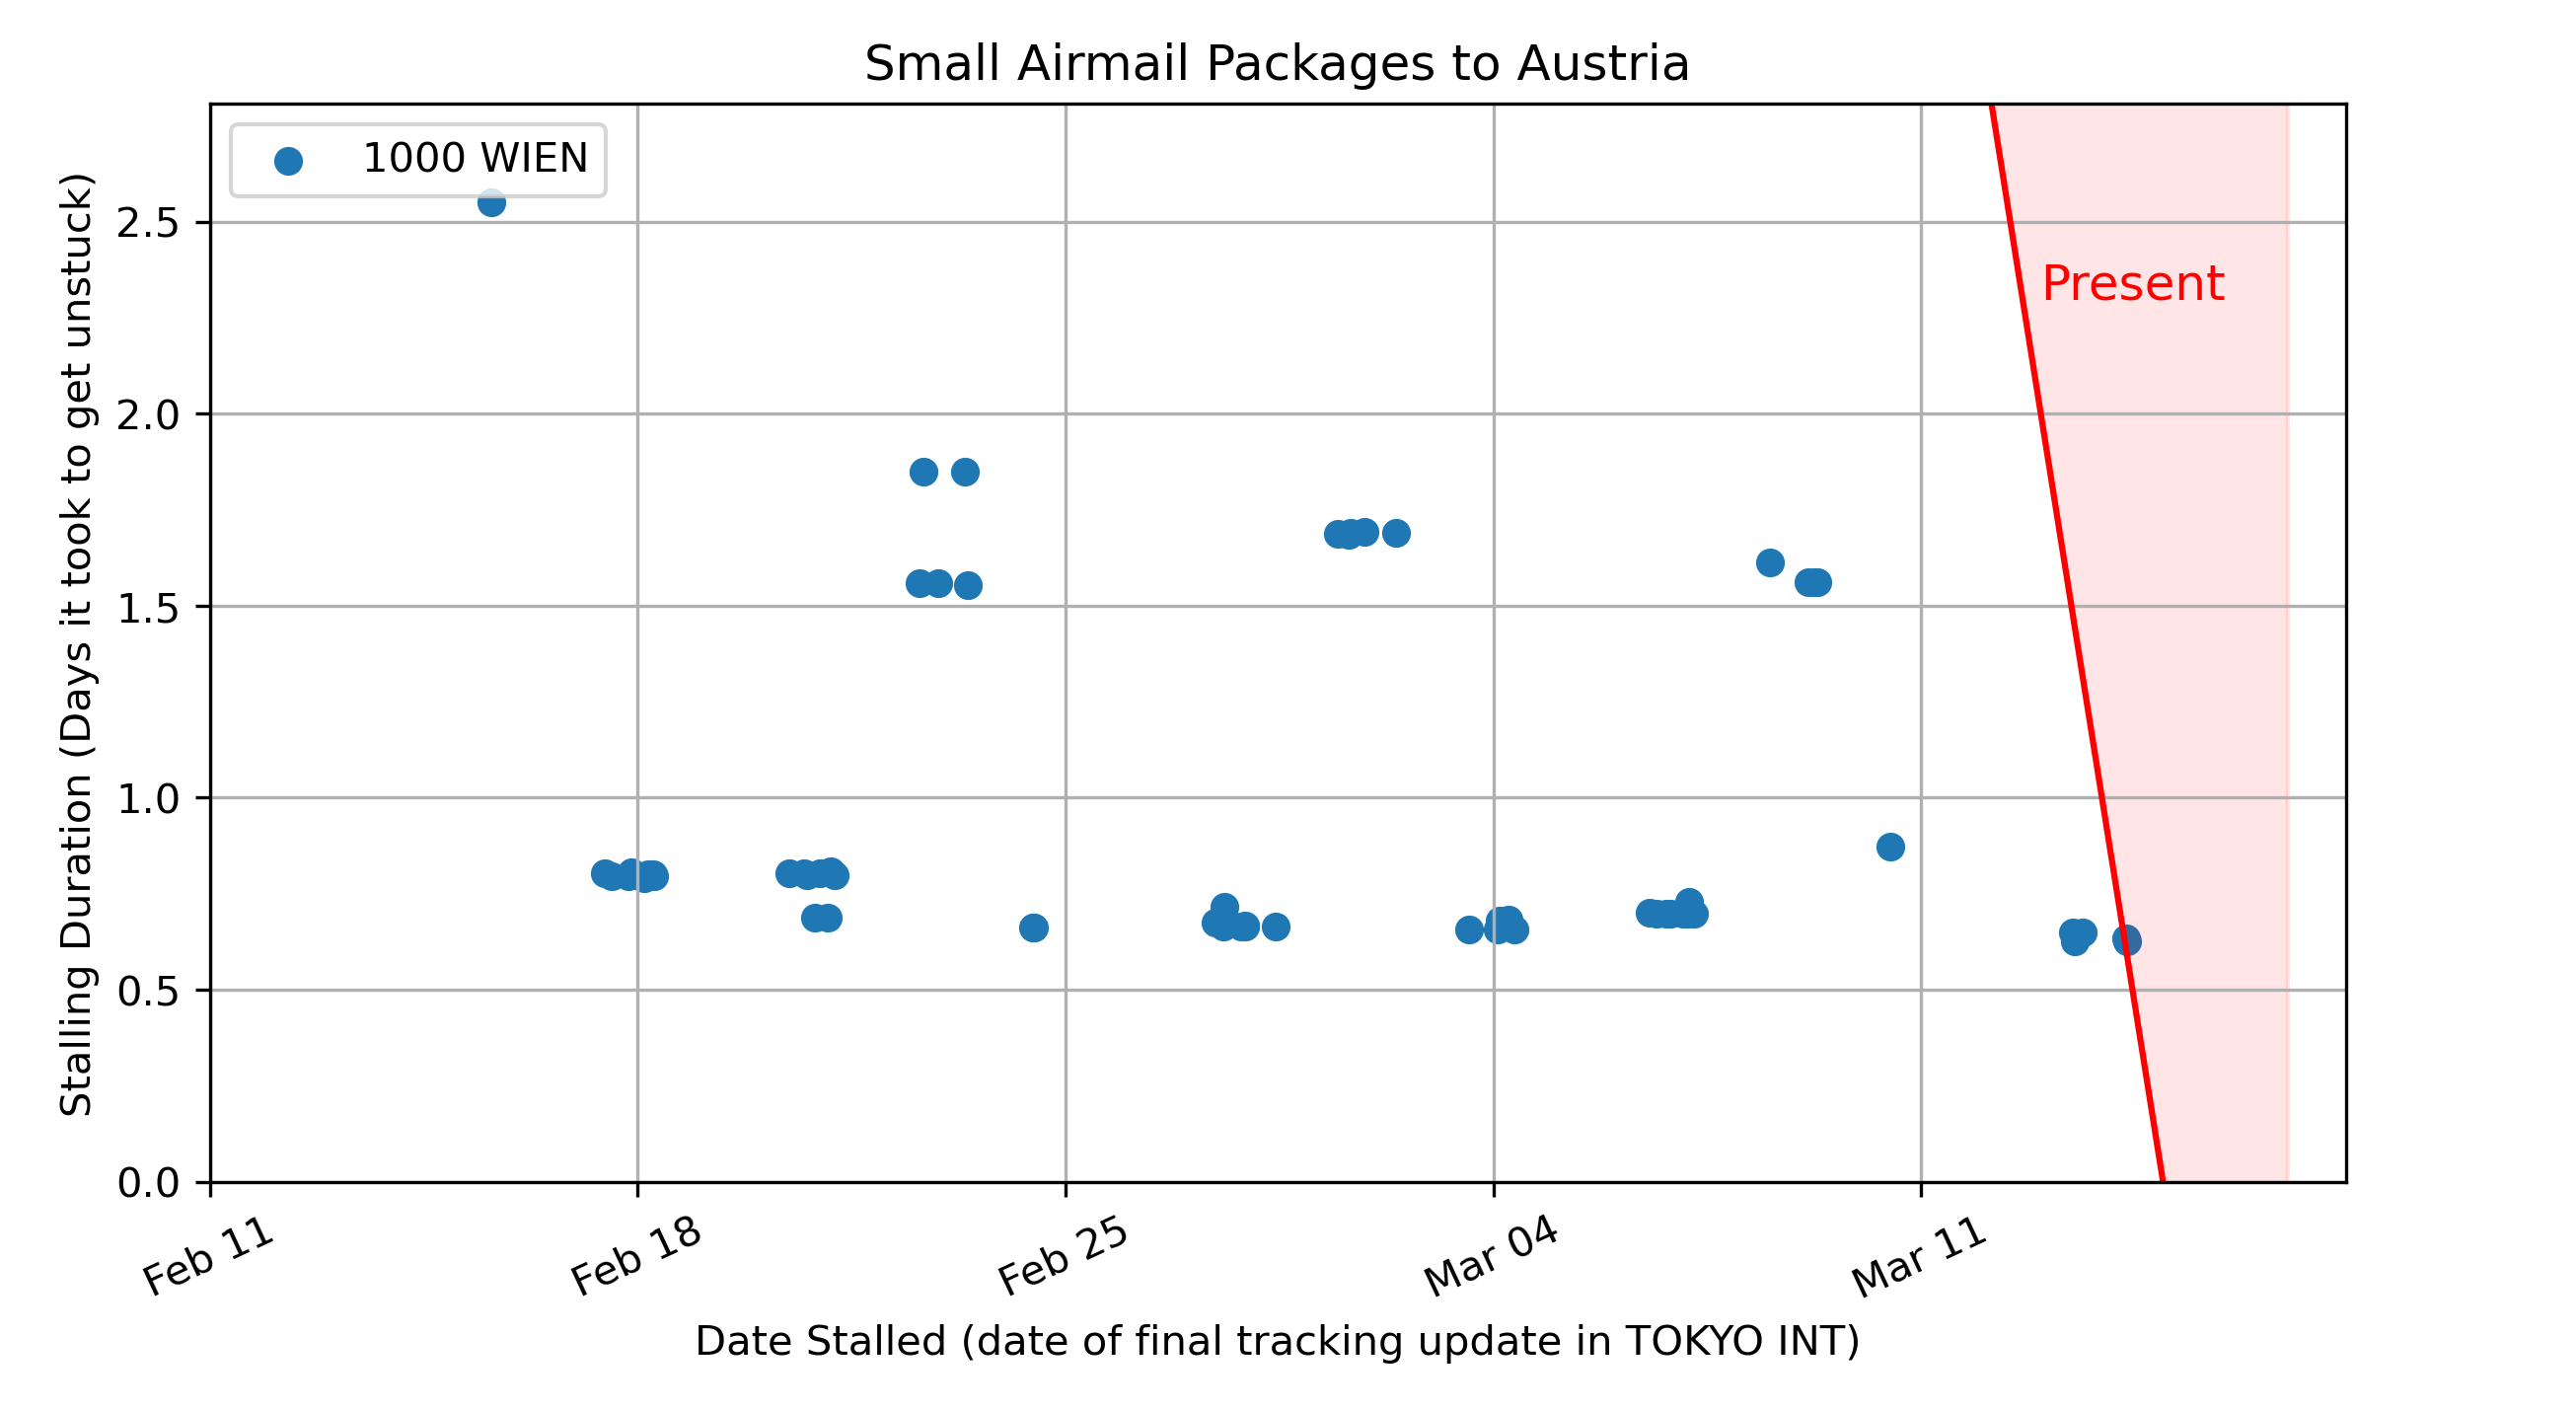 Small Airmail Packages to Austria
1000 WIEN
Present
Stalling Duration (Days it took to get unstuck)
2.5
2.0
1.5
1.0
0.5
0.0
Feb 11
Feb 18
Feb 25
Mar 04
Mar 11
Date Stalled (date of final tracking update in TOKYO INT)